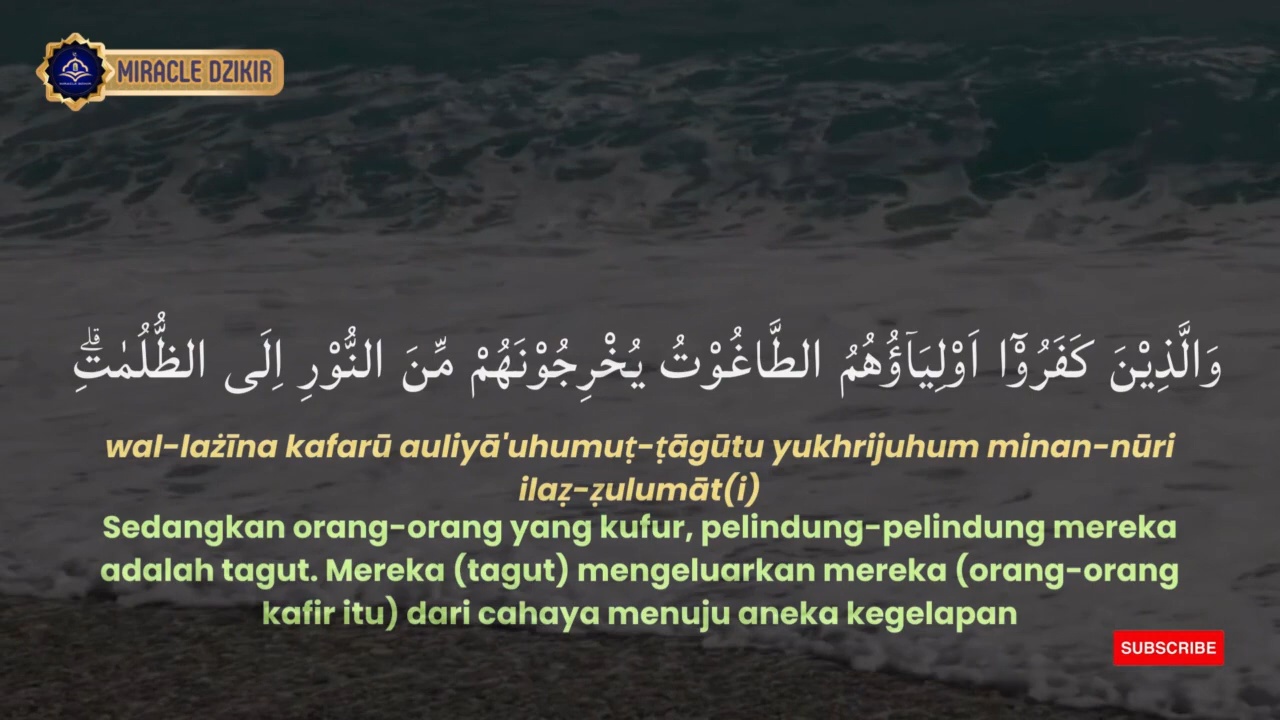 MIRACLE DZIKIR
وَالَّذِيْنَ كَفَرُوْٓا اَوْلِيَاۤؤُهُمُ الطَّاغُوْتُ يُخْرِجُوْنَهُمْ مِّنَ النُّوْرِ اِلَى الظُّلُمٰتِۗ
wal-lażīna kafarū auliyā'uhumuṭ-ṭāgūtu yukhrijuhum minan-nūri
ilaẓ-ẓulumāt(i)
Sedangkan orang-orang yang kufur, pelindung-pelindung mereka
adalah tagut. Mereka (tagut) mengeluarkan mereka (orang-orang
kafir itu) dari cahaya menuju aneka kegelapan
SUBSCRIBE